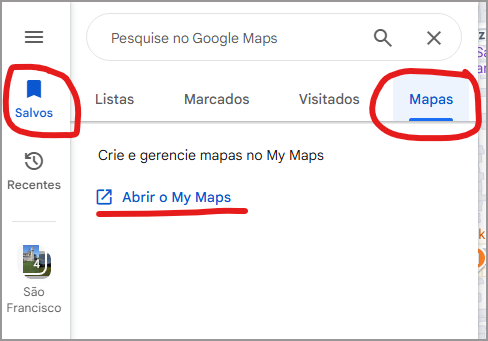 Pesquise no Google Maps
Salvos
Listas
Marcados
Visitados
Mapas
Crie e gerencie mapas no My Maps
Abrir o My Maps
Recentes
4
São
Francisco